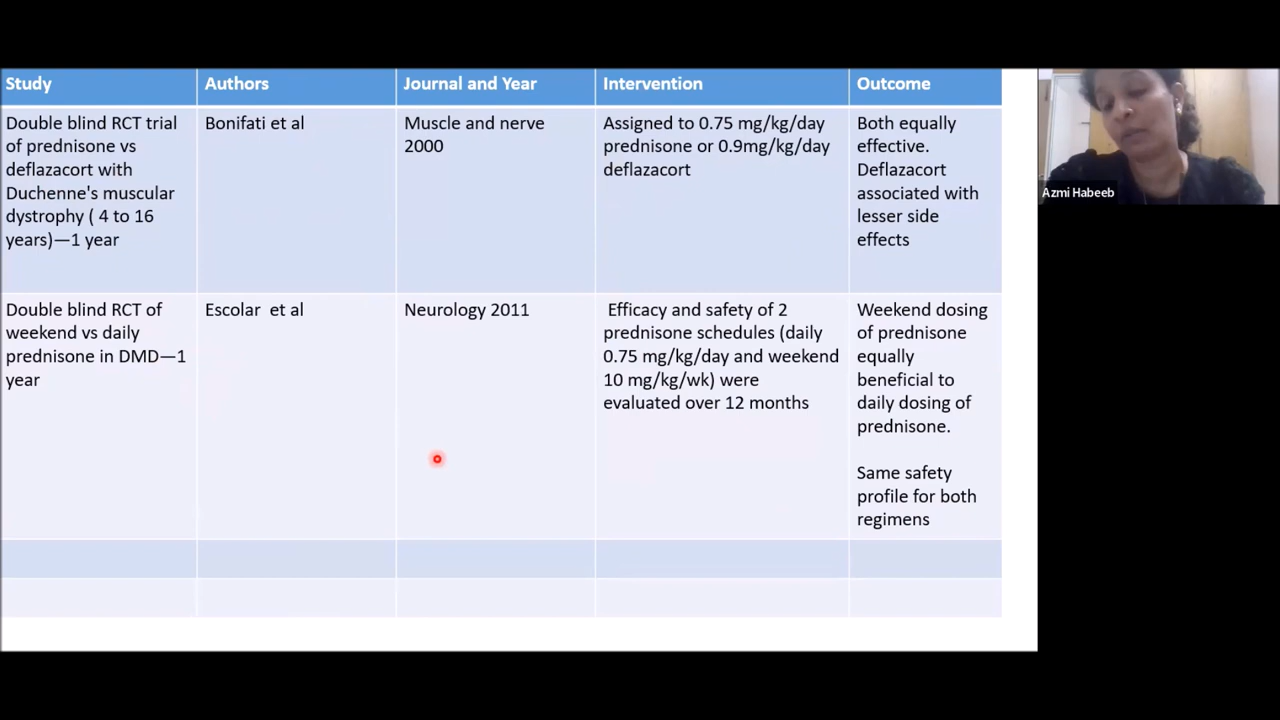 Study
Authors
Journal and Year
Intervention
Outcome
Double blind RCT trial
of prednisone vs
deflazacort with
Duchenne's muscular
dystrophy ( 4 to 16
years)—1 year
Bonifati et al
Muscle and nerve
2000
Assigned to 0.75 mg/kg/day
prednisone or 0.9mg/kg/day
deflazacort
Both equally
effective.
Deflazacort
associated with
lesser side
effects
Double blind RCT of
weekend vs daily
prednisone in DMD—1
year
Escolar et al
Neurology 2011
Efficacy and safety of 2
prednisone schedules (daily
0.75 mg/kg/day and weekend
10 mg/kg/wk) were
evaluated over 12 months
Weekend dosing
of prednisone
equally
beneficial to
daily dosing of
prednisone.
Same safety
profile for both
regimens
Azmi Habeeb